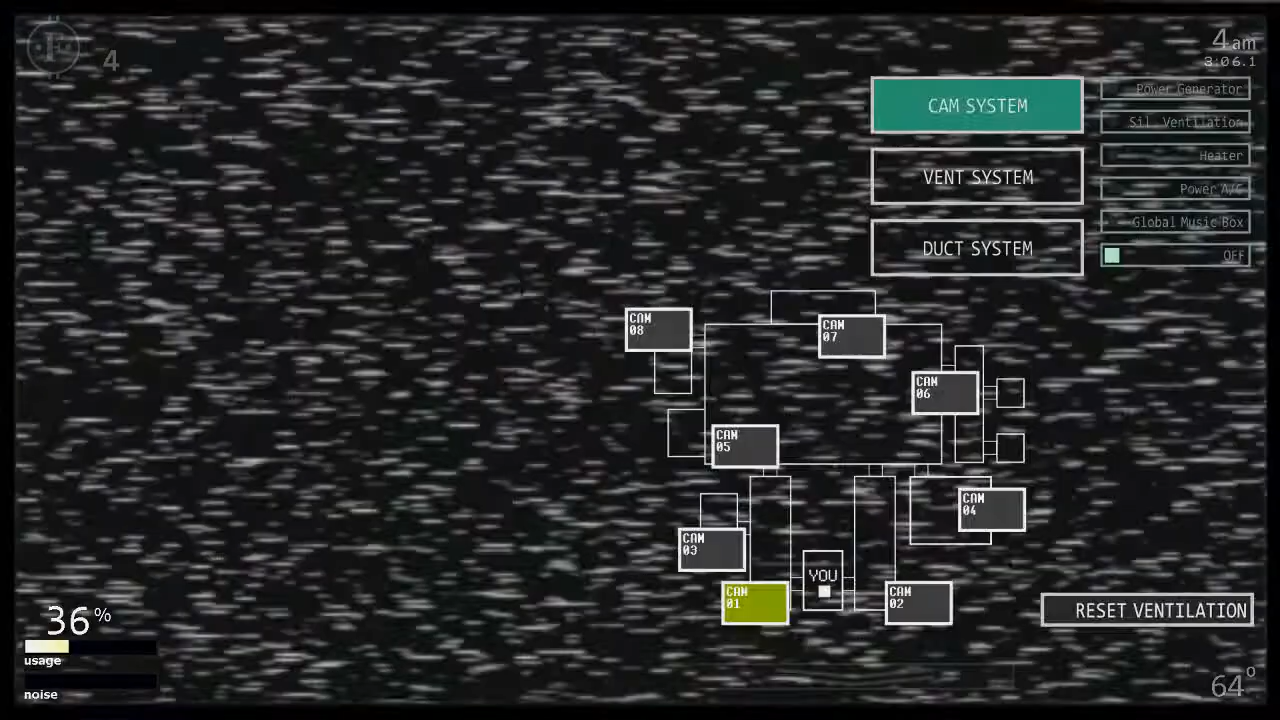 F
4
4 am
3:06.1
CAM SYSTEM
VENT SYSTEM
DUCT SYSTEM
Power Generator
Sil. Ventilation
Heater
Power A/C
Global Music Box
OFF
CAM 08
CAM 07
CAM 06
CAM 05
CAM 04
CAM 03
YOU
CAM 01
CAM 02
RESET VENTILATION
36%
usage
noise
64°